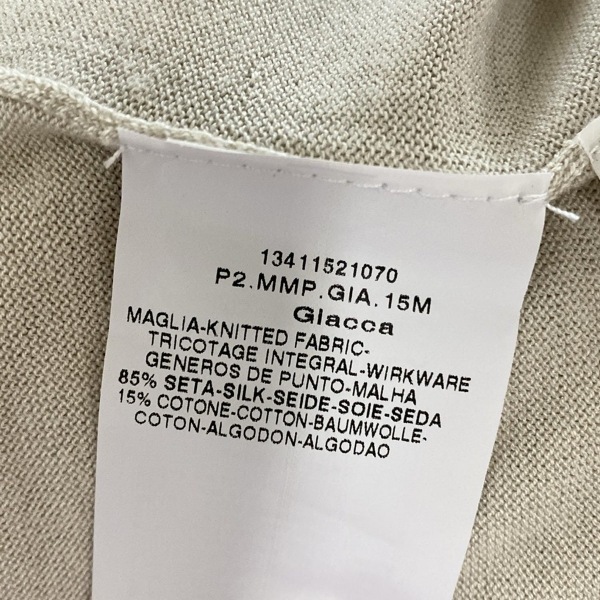 13411521070
P2.MMP.GIA.15M
Giacca
MAGLIA-KNITTED FABRIC-
TRICOTAGE INTEGRAL-WIRKWARE
GENEROS DE PUNTO-MALHA
85% SETA-SILK-SEIDE-SOIE-SEDA
15% COTONE-COTTON-BAUMWOLLE-
COTON-ALGODON-ALGODAO